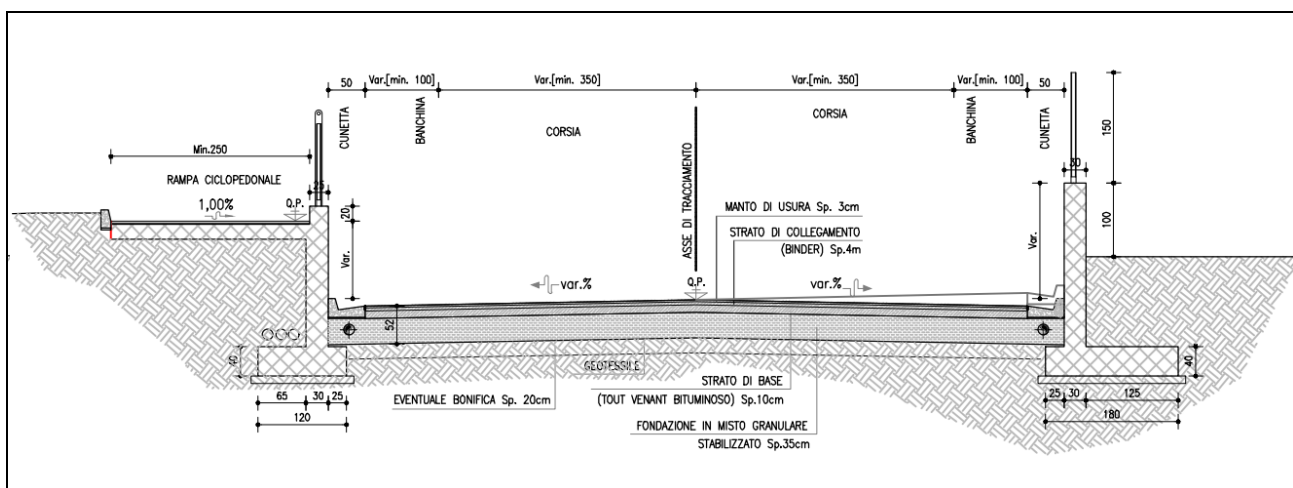 50
Var.[min. 100]
Var.[min. 350]
Var.[min. 350]
Var.[min. 100]
50
CUNETTA
BANCHINA
CORSIA
ASSE DI TRACCIAMENTO
CORSIA
BANCHINA
CUNETTA
150
30
100
Min.250
RAMPA CICLOPEDONALE
25
1,00%
Q.P.
20
Var.
Var.
MANTO DI USURA Sp. 3cm
STRATO DI COLLEGAMENTO
(BINDER) Sp.4m
var.%
Q.P.
var.%
52
40
40
GEOTESSILE
STRATO DI BASE
(TOUT VENANT BITUMINOSO) Sp.10cm
EVENTUALE BONIFICA Sp. 20cm
FONDAZIONE IN MISTO GRANULARE
STABILIZZATO Sp.35cm
65
30
25
120
25
30
125
180